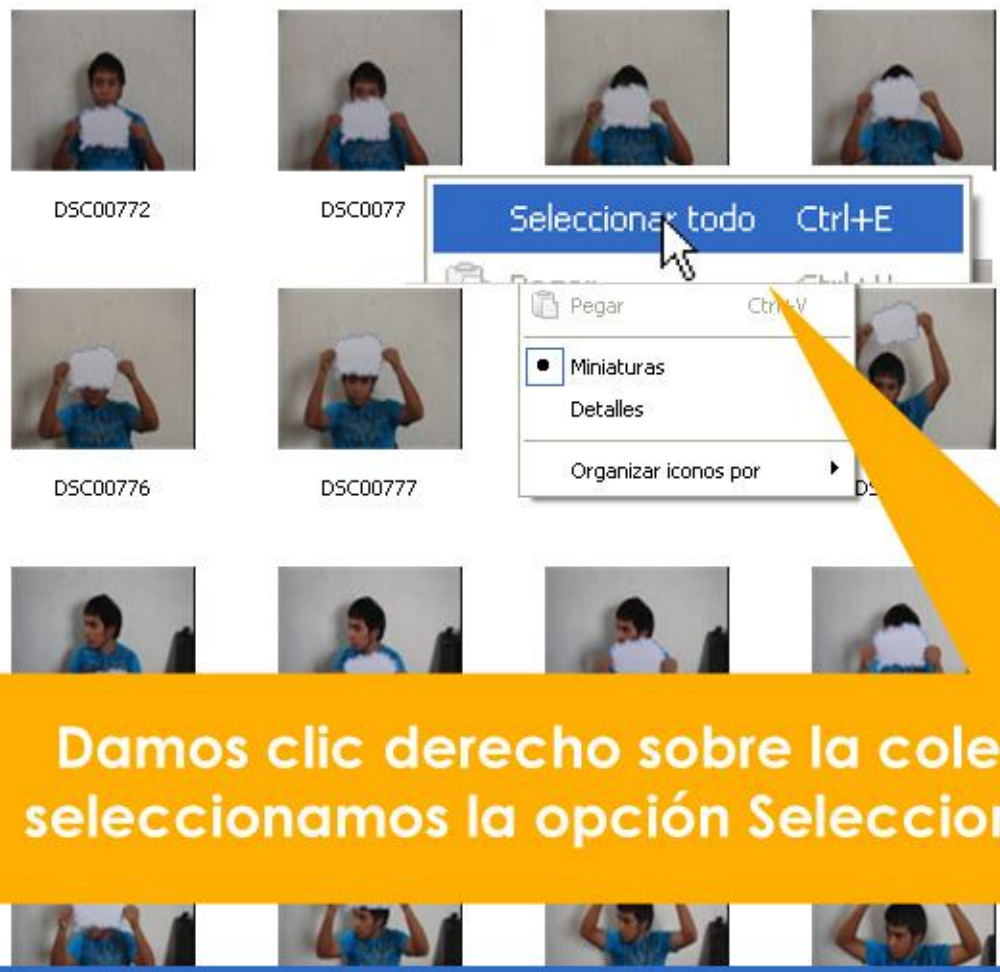 DSC00772
DSC0077
Seleccionar todo Ctrl+E
Pegar Ctrl+V
Miniaturas
Detalles
Organizar iconos por
DSC00776
DSC00777
Damos clic derecho sobre la cole
seleccionamos la opción Seleccion